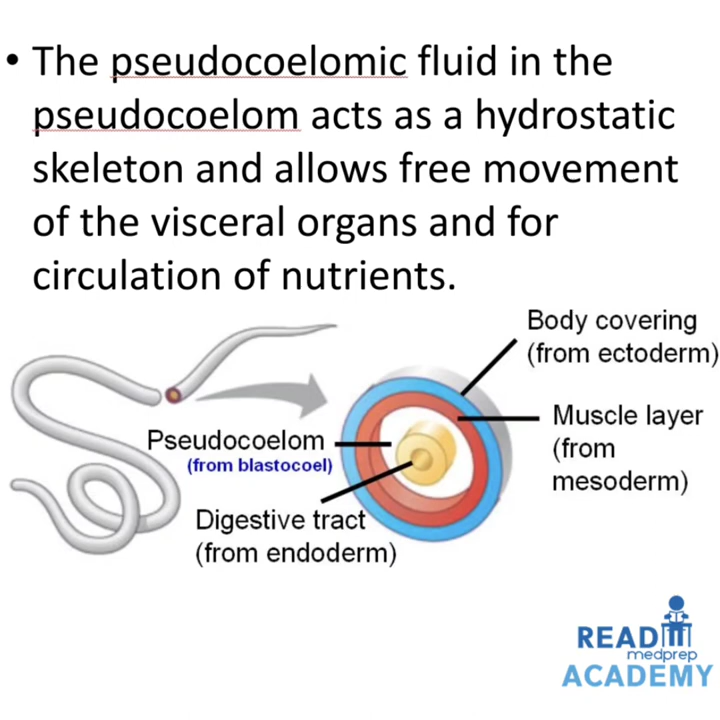 • The pseudocoelomic fluid in the
pseudocoelom acts as a hydrostatic
skeleton and allows free movement
of the visceral organs and for
circulation of nutrients.
Body covering
(from ectoderm)
Muscle layer
(from
mesoderm)
Pseudocoelom
(from blastocoel)
Digestive tract
(from endoderm)
READ
medprep
ACADEMY